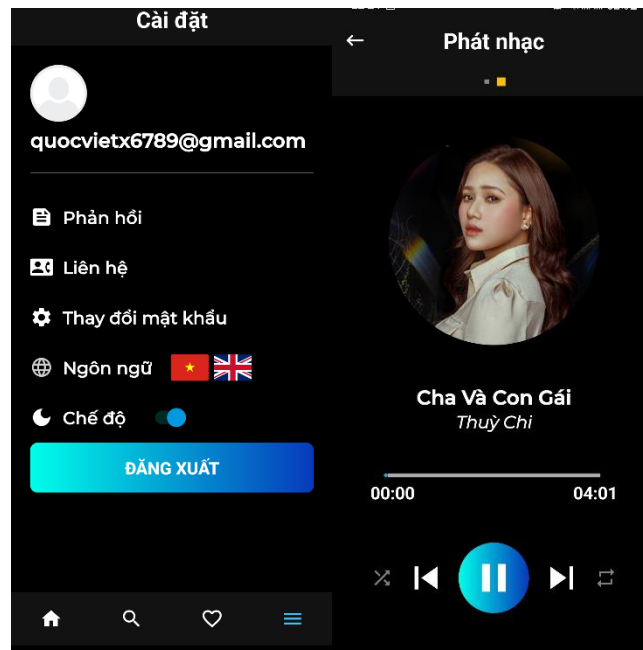 Cài đặt
quocvietx6789@gmail.com
Phản hồi
Liên hệ
Thay đổi mật khẩu
Ngôn ngữ
Chế độ
ĐĂNG XUẤT
Phát nhạc
Cha Và Con Gái
Thuỳ Chi
00:00 04:01